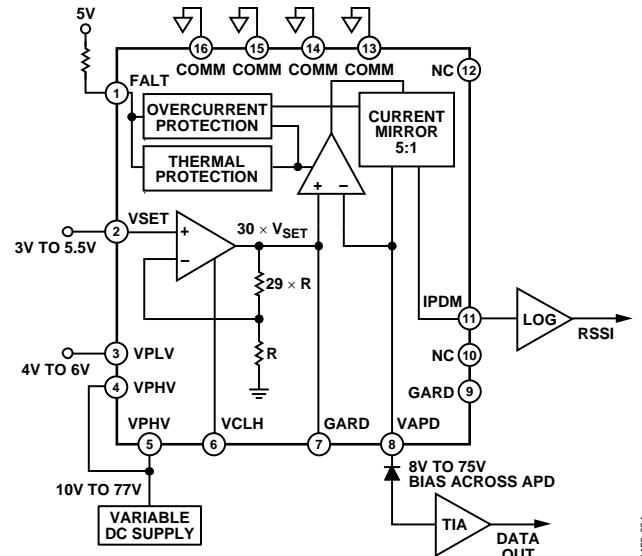 5V
16
15
14
13
COMM
COMM
COMM
COMM
NC
12
FALT
1
OVERCURRENT
PROTECTION
CURRENT
MIRROR
5:1
THERMAL
PROTECTION
+
−
VSET
2
3V TO 5.5V
+
−
30 × VSET
29 × R
R
IPDM
11
LOG
RSSI
VPLV
3
4V TO 6V
4
VPHV
NC
10
GARD
9
VPHV
VCLH
GARD
VAPD
5
6
7
8
10V TO 77V
8V TO 75V
BIAS ACROSS APD
VARIABLE
DC SUPPLY
TIA
DATA
OUT